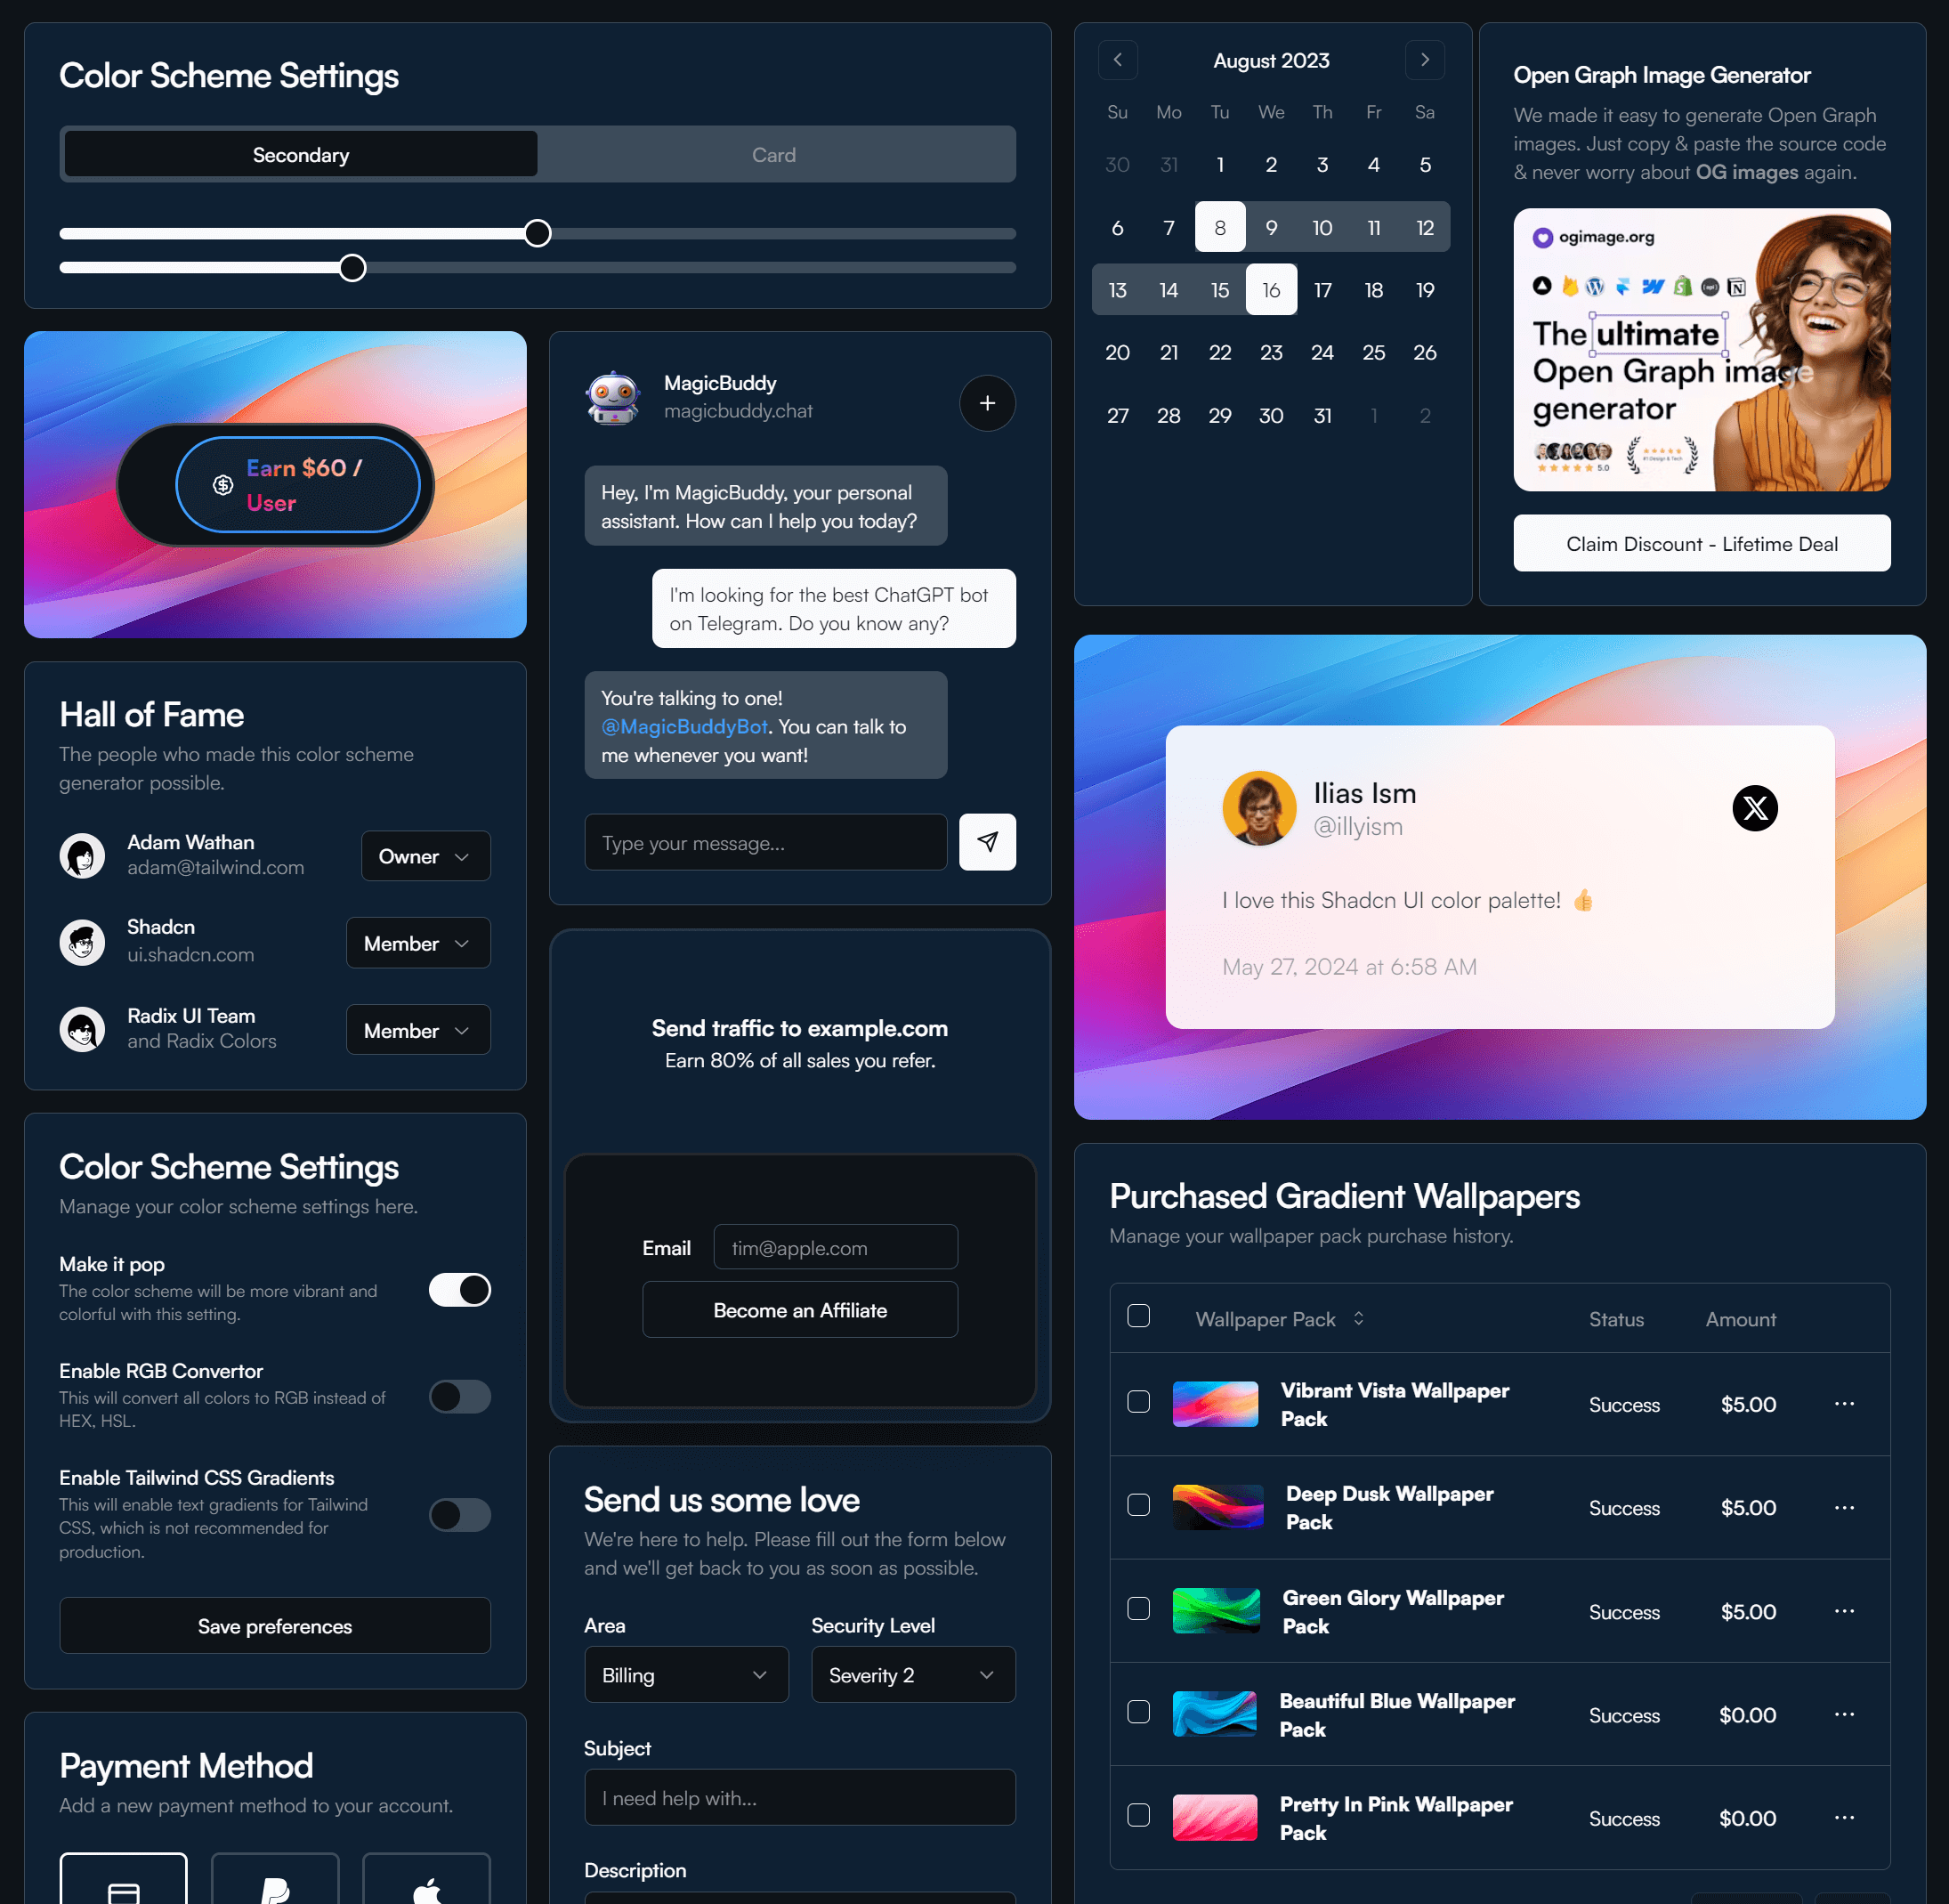 Color Scheme Settings
Secondary
Card
Earn $60 /
User
Hall of Fame
The people who made this color scheme
generator possible.
Adam Wathan
adam@tailwind.com
Owner
Shadcn
ui.shadcn.com
Member
Radix UI Team
and Radix Colors
Member
Color Scheme Settings
Manage your color scheme settings here.
Make it pop
The color scheme will be more vibrant and
colorful with this setting.
Enable RGB Convertor
This will convert all colors to RGB instead of
HEX, HSL.
Enable Tailwind CSS Gradients
This will enable text gradients for Tailwind
CSS, which is not recommended for
production.
Save preferences
Payment Method
Add a new payment method to your account.
MagicBuddy
magicbuddy.chat
Hey, I'm MagicBuddy, your personal
assistant. How can I help you today?
I'm looking for the best ChatGPT bot
on Telegram. Do you know any?
You're talking to one!
@MagicBuddyBot. You can talk to
me whenever you want!
Type your message...
Send traffic to example.com
Earn 80% of all sales you refer.
Email
tim@apple.com
Become an Affiliate
Send us some love
We're here to help. Please fill out the form below
and we'll get back to you as soon as possible.
Area
Security Level
Billing
Severity 2
Subject
I need help with...
Description
August 2023
Su Mo Tu We Th Fr Sa
30 31 1 2 3 4 5
6 7 8 9 10 11 12
13 14 15 16 17 18 19
20 21 22 23 24 25 26
27 28 29 30 31 1 2
Open Graph Image Generator
We made it easy to generate Open Graph
images. Just copy & paste the source code
& never worry about OG images again.
ogimage.org
The ultimate
Open Graph image
generator
5.0
#1 Design & Tech
Claim Discount - Lifetime Deal
Ilias Ism
@illyism
I love this Shadcn UI color palette! 👍
May 27, 2024 at 6:58 AM
Purchased Gradient Wallpapers
Manage your wallpaper pack purchase history.
Wallpaper Pack
Status
Amount
Vibrant Vista Wallpaper
Pack
Success
$5.00
Deep Dusk Wallpaper
Pack
Success
$5.00
Green Glory Wallpaper
Pack
Success
$5.00
Beautiful Blue Wallpaper
Pack
Success
$0.00
Pretty In Pink Wallpaper
Pack
Success
$0.00